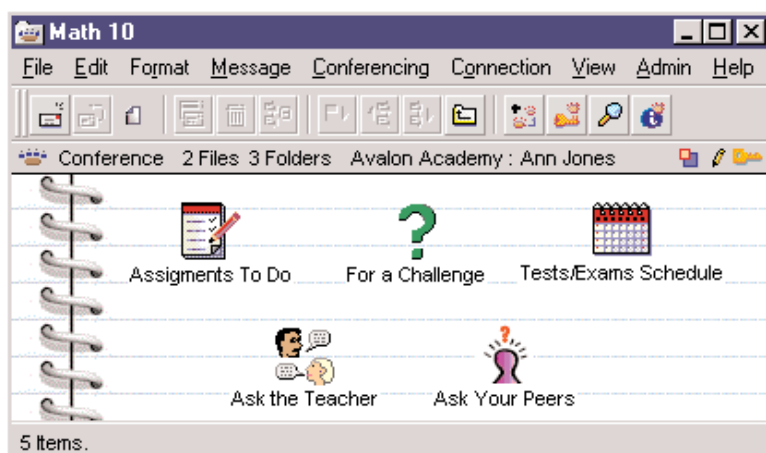 Math 10
File Edit Format Message Conferencing Connection View Admin Help
Conference 2 Files 3 Folders Avalon Academy : Ann Jones
Assigments To Do For a Challenge Tests/Exams Schedule
Ask the Teacher Ask Your Peers
5 Items.